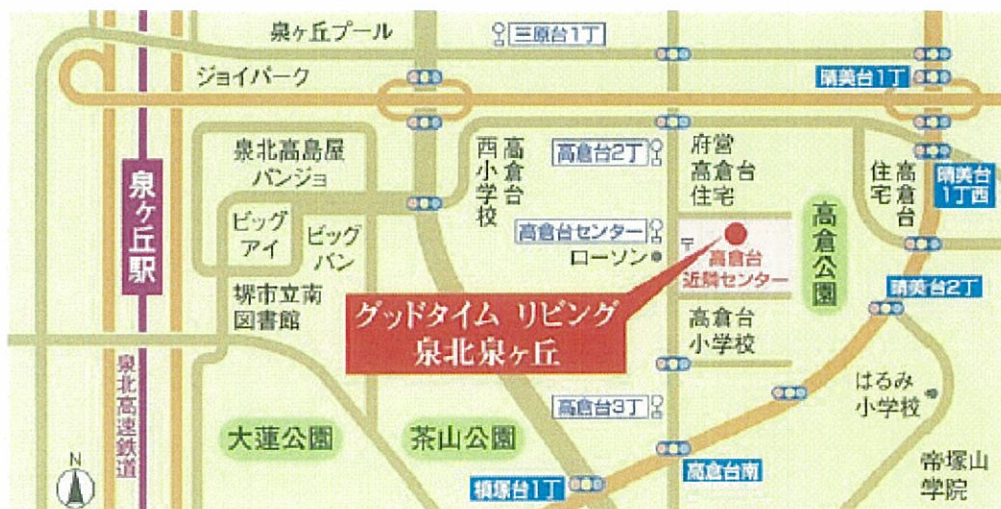 泉ヶ丘プール
三原台1丁
ジョイパーク
晴美台1丁
泉北高島屋
パンジョ
高倉台
西小学校
高倉台2丁
府営
高倉台
住宅
高倉台
住宅
晴美台
1丁西
泉ヶ丘駅
ビッグ
アイ
ビッグ
バン
高倉台センター
ローソン
〒
高倉台
近隣センター
高倉公園
堺市立南
図書館
グッドタイム リビング
泉北泉ヶ丘
晴美台2丁
高倉台
小学校
泉北高速鉄道
高倉台3丁
はるみ
小学校
大蓮公園
茶山公園
高倉台南
帝塚山
学院
N
槇塚台1丁